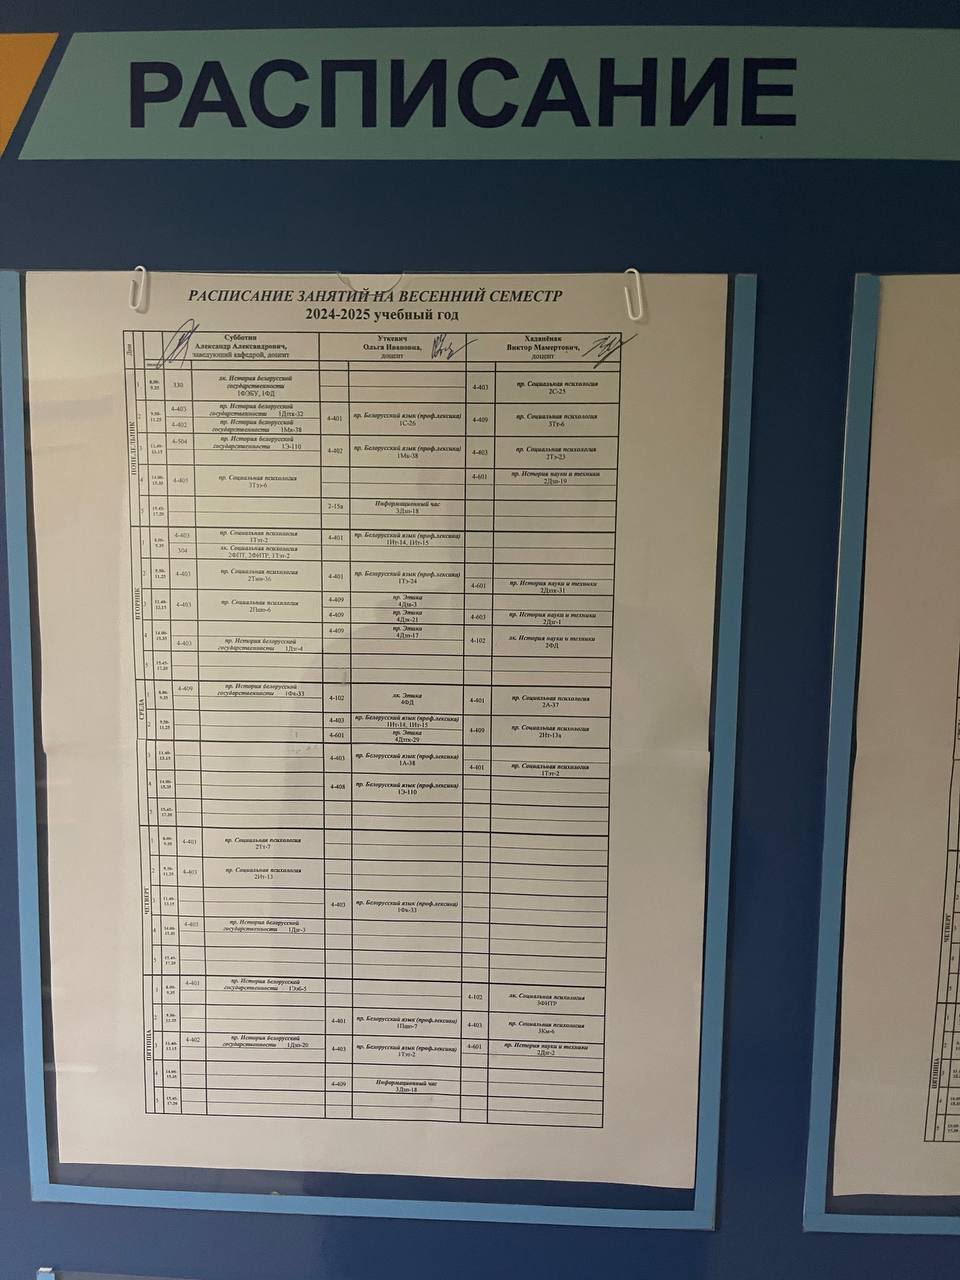 РАСПИСАНИЕ
РАСПИСАНИЕ ЗАНЯТИЙ НА ВЕСЕННИЙ СЕМЕСТР
2024-2025 учебный год
Дни
Субботин
Александр Александрович,
заведующий кафедрой, доцент
Уткевич
Ольга Ивановна,
доцент
Хаданёнак
Виктор Мамертович,
доцент
ПОНЕДЕЛЬНИК
1 8.00-9.35 330
лк. История белорусской
государственности
1ФЭБУ, 1ФД
4-403 пр. Социальная психология
2С-25
2 9.50-11.25
4-403 пр. История белорусской
государственности 1Дтк-32
4-402 пр. История белорусской
государственности 1Мк-38
4-401 пр. Белорусский язык (проф.лексика)
1С-26
4-409 пр. Социальная психология
3Тт-6
3 11.40-13.15
4-504 пр. История белорусской
государственности 1Э-110
4-402 пр. Белорусский язык (проф.лексика)
1Мк-38
4-403 пр. Социальная психология
2Тэ-23
4 14.00-15.35
4-403 пр. Социальная психология
3Тэт-6
4-601 пр. История науки и техники
2Дзп-19
5 15.45-17.20
2-15а Информационный час
3Дзп-18
ВТОРНИК
1 8.00-9.35
4-403 пр. Социальная психология
1Тэт-2
304 лк. Социальная психология
2ФПТ, 2ФИТР, 1Тэт-2
4-401 пр. Белорусский язык (проф.лексика)
1Ит-14, 1Ит-15
2 9.50-11.25
4-403 пр. Социальная психология
2Тмп-36
4-401 пр. Белорусский язык (проф.лексика)
1Тэ-24
4-601 пр. История науки и техники
2Дзтк-31
3 11.40-13.15
4-403 пр. Социальная психология
2Пшо-6
4-409 пр. Этика
4Дзи-3
4-409 пр. Этика
4Дзк-21
4-603 пр. История науки и техники
2Дзг-1
4 14.00-15.35
4-409 пр. Этика
4Дзп-17
4-403 пр. История белорусской
государственности 1Дзг-4
4-102 лк. История науки и техники
2ФД
5 15.45-17.20
СРЕДА
1 8.00-9.35
4-409 пр. История белорусской
государственности 1Фк-33
4-102 лк. Этика
4ФД
4-401 пр. Социальная психология
2А-37
2 9.50-11.25
4-403 пр. Белорусский язык (проф.лексика)
1Ит-14, 1Ит-15
4-601 пр. Этика
4Дзтк-29
4-409 пр. Социальная психология
2Ит-13а
3 11.40-13.15
4-403 пр. Белорусский язык (проф.лексика)
1А-38
4-401 пр. Социальная психология
1Тэт-2
4 14.00-15.35
4-408 пр. Белорусский язык (проф.лексика)
1Э-110
5 15.45-17.20
ЧЕТВЕРГ
1 8.00-9.35
4-401 пр. Социальная психология
2Тт-7
2 9.50-11.25
4-403 пр. Социальная психология
2Ит-13
3 11.40-13.15
4-403 пр. Белорусский язык (проф.лексика)
1Фк-33
4 14.00-15.35
4-403 пр. История белорусской
государственности 1Дзг-3
5 15.45-17.20
ПЯТНИЦА
1 8.00-9.35
4-401 пр. История белорусской
государственности 1Ээб-5
4-102 лк. Социальная психология
3ФИТР
2 9.50-11.25
4-401 пр. Белорусский язык (проф.лексика)
1Пшо-7
4-403 пр. Социальная психология
3Км-6
3 11.40-13.15
4-402 пр. История белорусской
государственности 1Дзп-20
4-403 пр. Белорусский язык (проф.лексика)
1Тэт-2
4-601 пр. История науки и техники
2Дзг-2
4 14.00-15.35
4-409 Информационный час
3Дзп-18
5 15.45-17.20
ЧЕТВЕРГ
ПЯТНИЦА